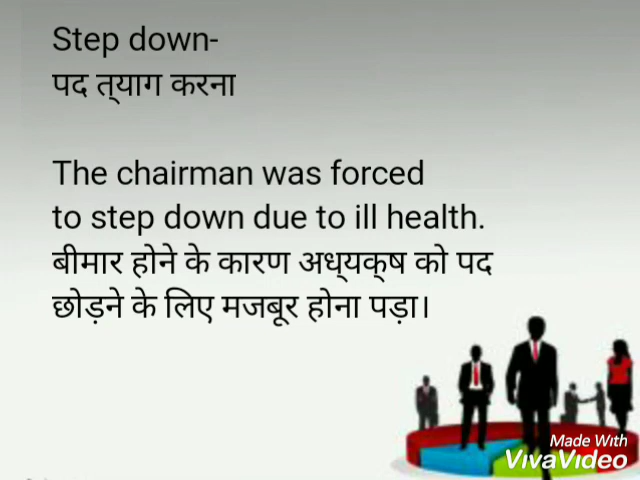 Step down-
पद त्याग करना
The chairman was forced
to step down due to ill health.
बीमार होने के कारण अध्यक्ष को पद
छोड़ने के लिए मजबूर होना पड़ा।
Made With
VivaVideo